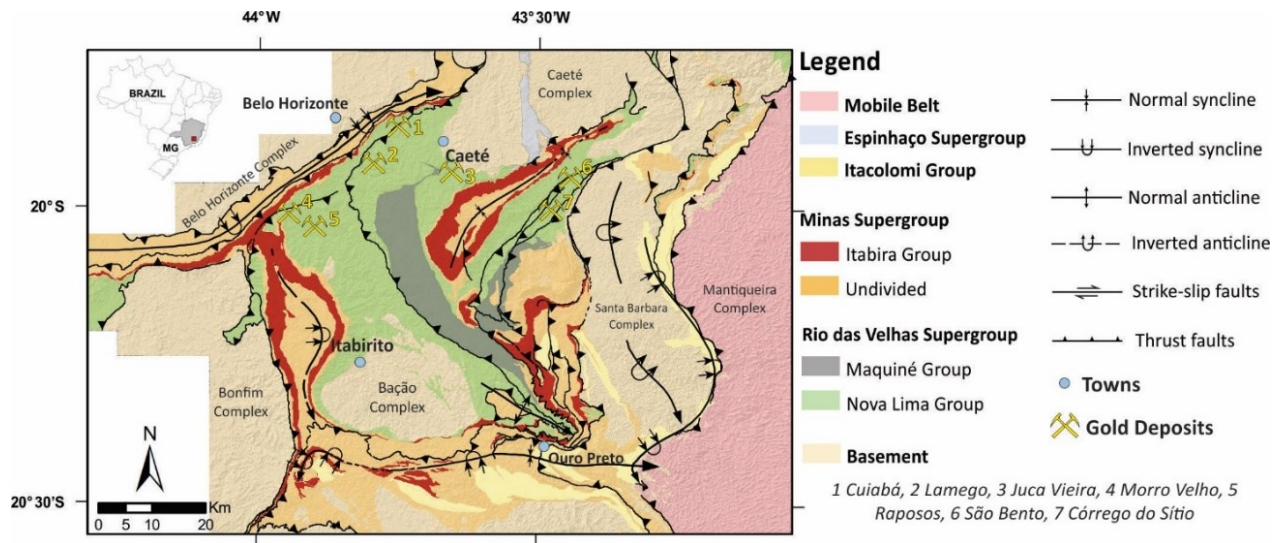 44°W
43°30'W
BRAZIL
MG
Belo Horizonte
Caeté
Complex
1
2
Caeté
3
6
7
Belo Horizonte Complex
4
5
20°S
Santa Barbara
Complex
Mantiqueira
Complex
Itabirito
Bonfim
Complex
Bação
Complex
N
Ouro Preto
20°30'S
0 5 10 20 Km
Legend
Mobile Belt
Espinhaço Supergroup
Itacolomi Group
Minas Supergroup
Itabira Group
Undivided
Rio das Velhas Supergroup
Maquiné Group
Nova Lima Group
Basement
Normal syncline
Inverted syncline
Normal anticline
Inverted anticline
Strike-slip faults
Thrust faults
Towns
Gold Deposits
1 Cuiabá, 2 Lamego, 3 Juca Vieira, 4 Morro Velho, 5
Raposos, 6 São Bento, 7 Córrego do Sítio